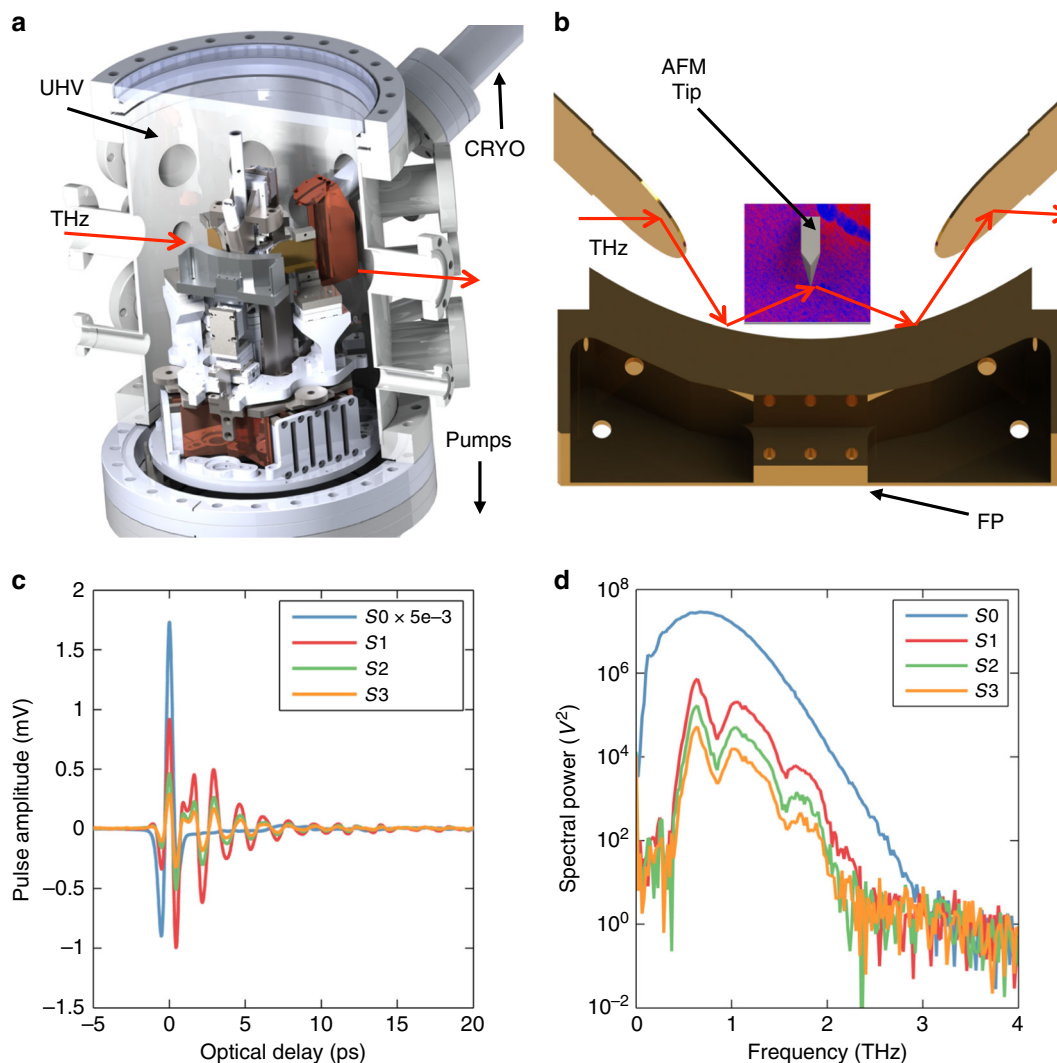 a
UHV
CRYO
THz
Pumps
b
AFM
Tip
THz
FP
c
2
1.5
1
0.5
0
−0.5
−1
−1.5
−5 0 5 10 15 20
Pulse amplitude (mV)
Optical delay (ps)
S0 × 5e−3
S1
S2
S3
d
10^8
10^6
10^4
10^2
10^0
10^−2
0 1 2 3 4
Spectral power (V^2)
Frequency (THz)
S0
S1
S2
S3